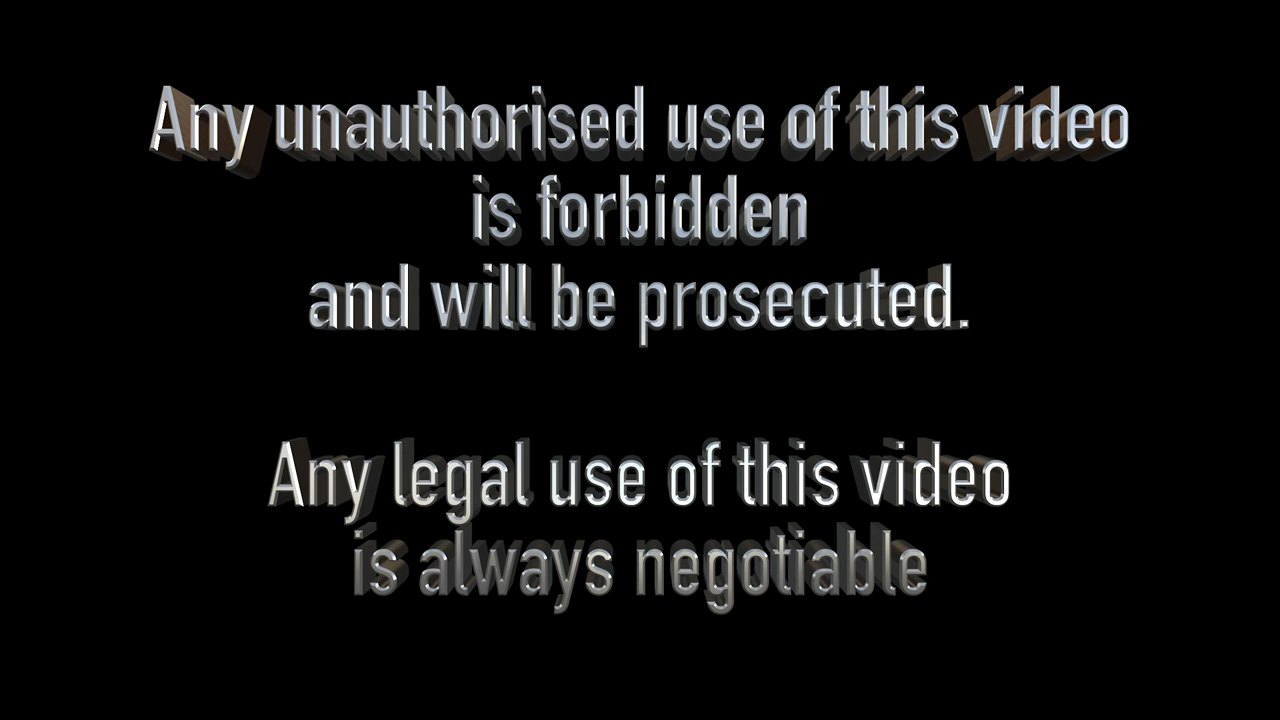 Any unauthorised use of this video
is forbidden
and will be prosecuted.
Any legal use of this video
is always negotiable